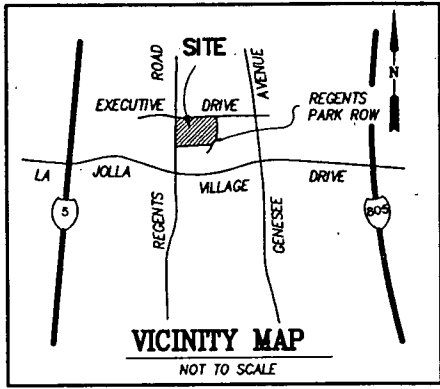 SITE
ROAD
AVENUE
N
EXECUTIVE DRIVE
REGENTS
PARK ROW
LA JOLLA VILLAGE DRIVE
5
REGENTS
GENESEE
805
VICINITY MAP
NOT TO SCALE